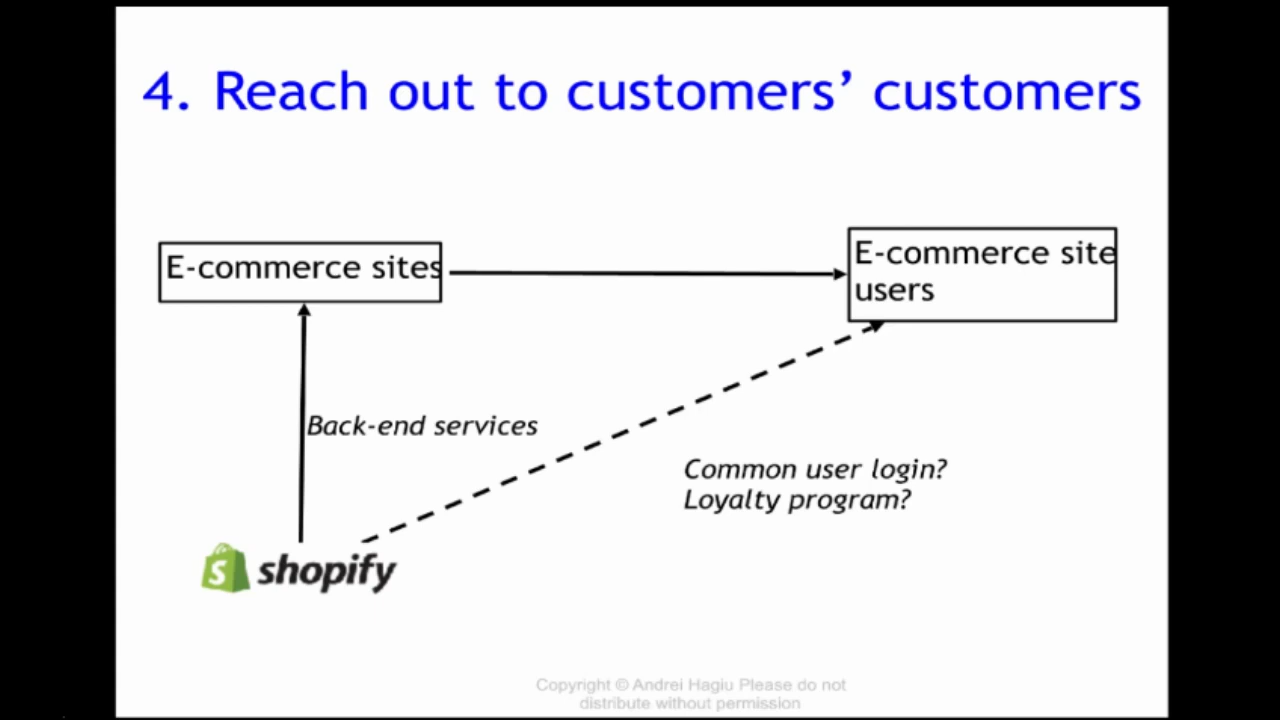 4. Reach out to customers’ customers
E-commerce sites
E-commerce site
users
Back-end services
Common user login?
Loyalty program?
S shopify
Copyright © Andrei Hagiu Please do not
distribute without permission